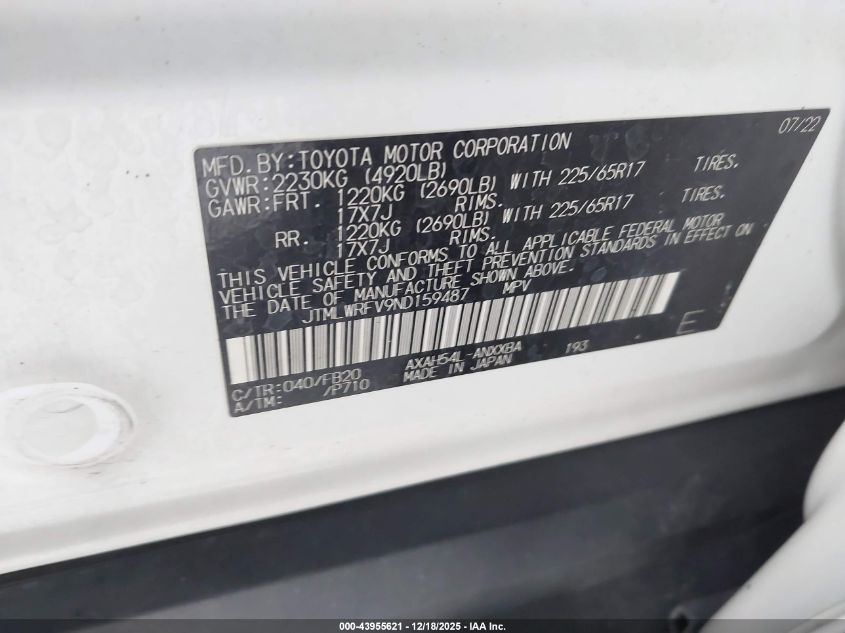 07/22
MFD.BY:TOYOTA MOTOR CORPORATION
GVWR:2230KG (4920LB)
GAWR:FRT. 1220KG (2690LB) WITH 225/65R17 TIRES.
17X7J RIMS.
RR. 1220KG (2690LB) WITH 225/65R17 TIRES.
17X7J RIMS.
THIS VEHICLE CONFORMS TO ALL APPLICABLE FEDERAL MOTOR
VEHICLE SAFETY AND THEFT PREVENTION STANDARDS IN EFFECT ON
THE DATE OF MANUFACTURE SHOWN ABOVE.
JTMLWRFV9ND159487 MPV
C/TR:040/FB20 AXAH54L-ANXXBA 193 E
A/TM: /P710 MADE IN JAPAN
000-43955621 - 12/18/2025 - IAA Inc.